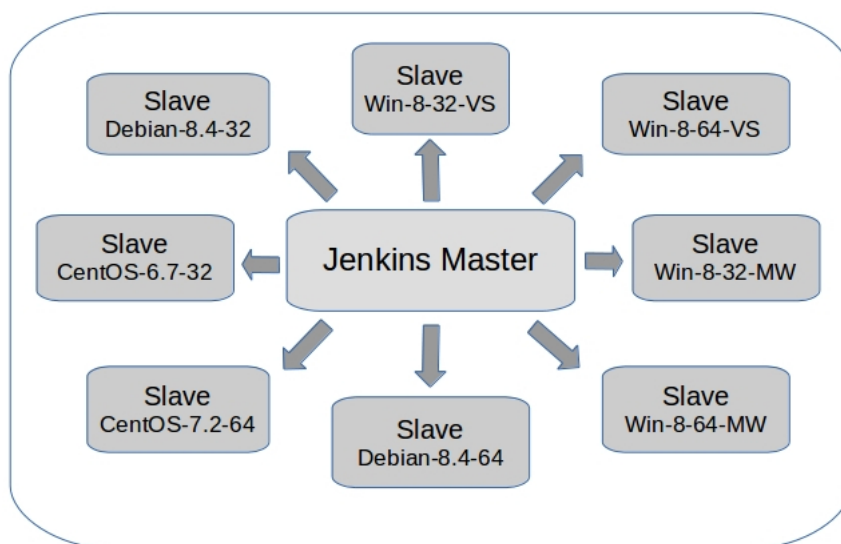 Slave
Win-8-32-VS
Slave
Debian-8.4-32
Slave
Win-8-64-VS
Slave
CentOS-6.7-32
Jenkins Master
Slave
Win-8-32-MW
Slave
CentOS-7.2-64
Slave
Debian-8.4-64
Slave
Win-8-64-MW